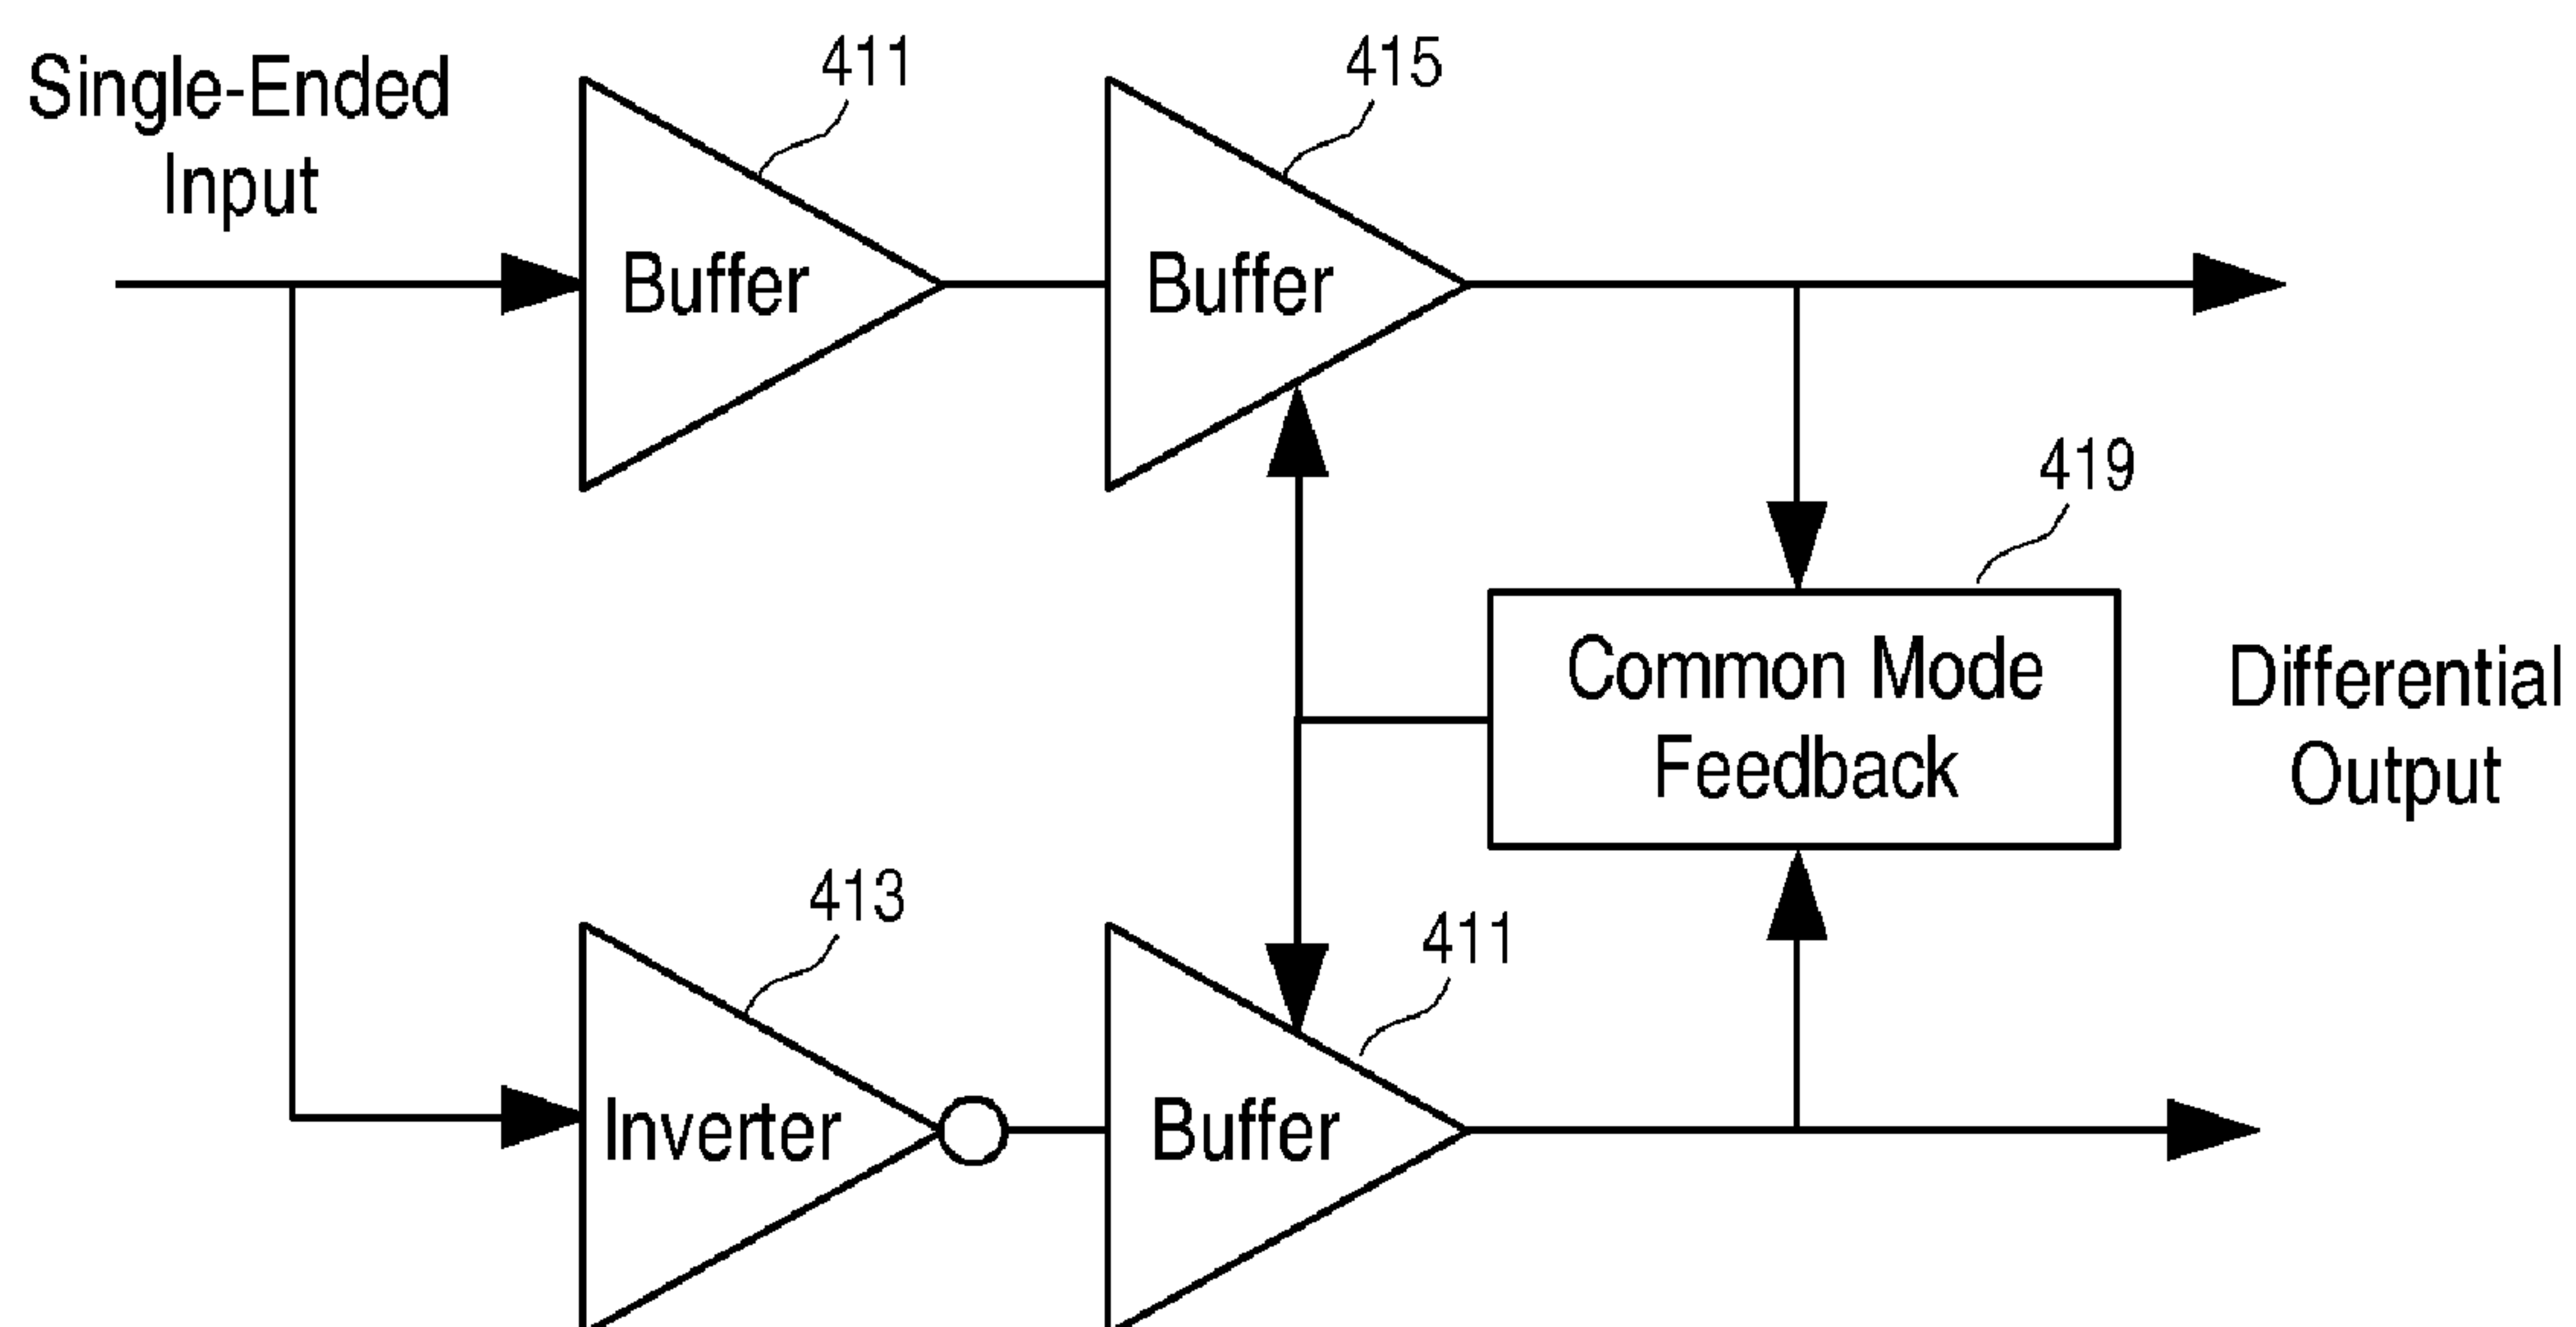 Single-Ended
Input
411
415
Buffer
Buffer
419
Common Mode
Feedback
Differential
Output
413
411
Inverter
Buffer